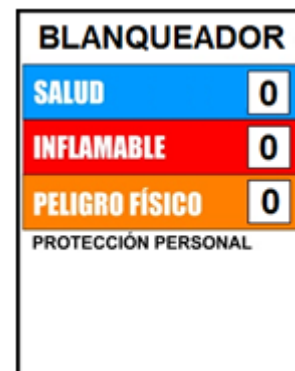 BLANQUEADOR
SALUD 0
INFLAMABLE 0
PELIGRO FÍSICO 0
PROTECCIÓN PERSONAL